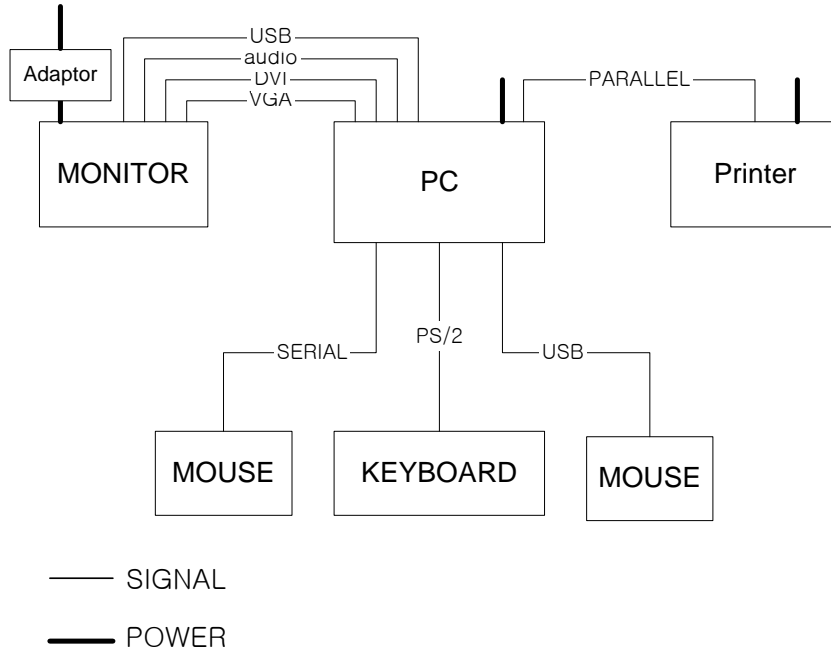 USB
audio
DVI
VGA
Adaptor
PARALLEL
MONITOR
PC
Printer
SERIAL
PS/2
USB
MOUSE
KEYBOARD
MOUSE
SIGNAL
POWER